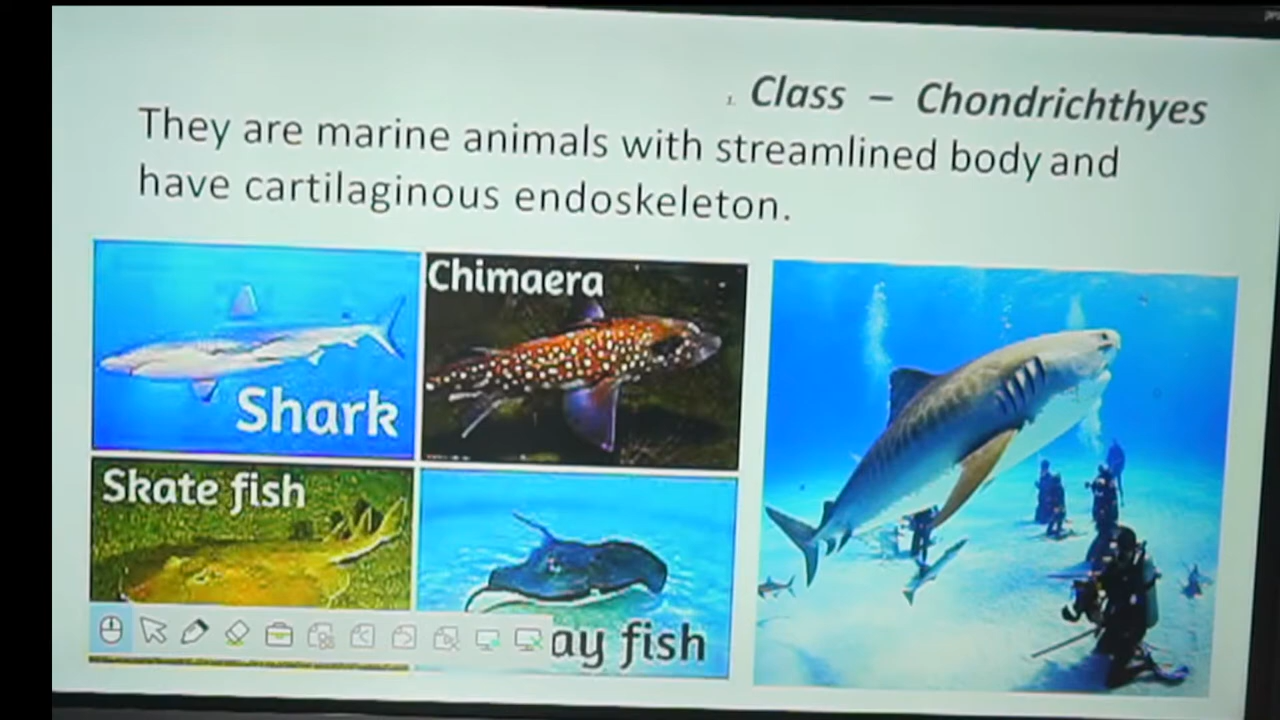 1. Class – Chondrichthyes
They are marine animals with streamlined body and
have cartilaginous endoskeleton.
Chimaera
Shark
Skate fish
ay fish